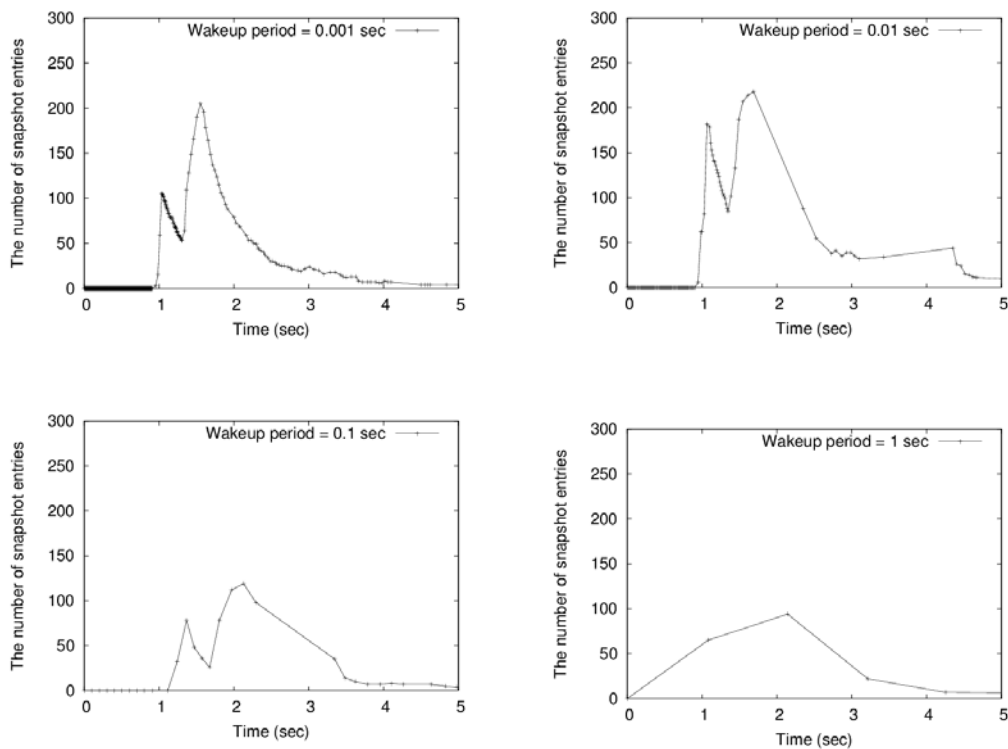 Wakeup period = 0.001 sec
The number of snapshot entries
300
250
200
150
100
50
0
0 1 2 3 4 5
Time (sec)
Wakeup period = 0.01 sec
The number of snapshot entries
300
250
200
150
100
50
0
0 1 2 3 4 5
Time (sec)
Wakeup period = 0.1 sec
The number of snapshot entries
300
250
200
150
100
50
0
0 1 2 3 4 5
Time (sec)
Wakeup period = 1 sec
The number of snapshot entries
300
250
200
150
100
50
0
0 1 2 3 4 5
Time (sec)